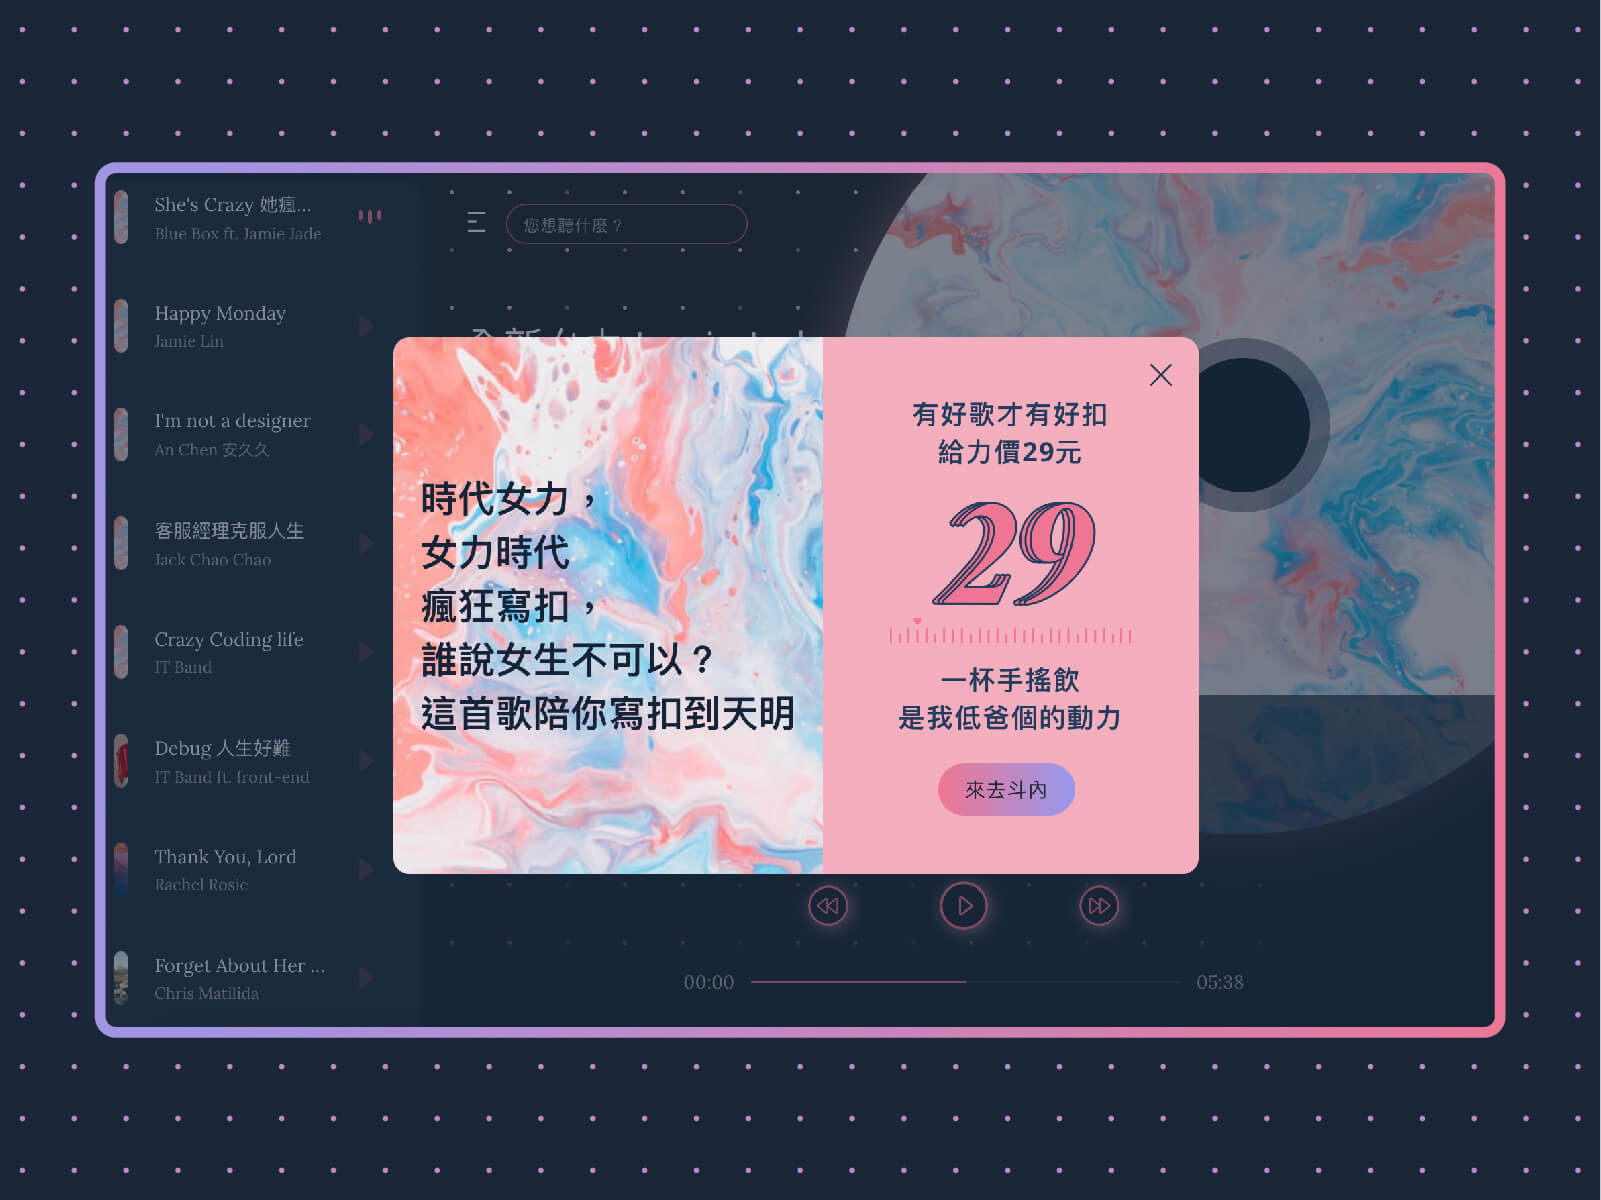 She's Crazy 她瘋...
Blue Box ft. Jamie Jade
Happy Monday
Jamie Lin
I'm not a designer
An Chen 安久久
客服經理克服人生
Jack Chao Chao
Crazy Coding life
IT Band
Debug 人生好難
IT Band ft. front-end
Thank You, Lord
Rachel Rosie
Forget About Her ...
Chris Matilida
您想聽什麼？
時代女力，
女力時代
瘋狂寫扣，
誰說女生不可以？
這首歌陪你寫扣到天明
有好歌才有好扣
給力價29元
29
一杯手搖飲
是我低爸個的動力
來去斗內
00:00
05:38